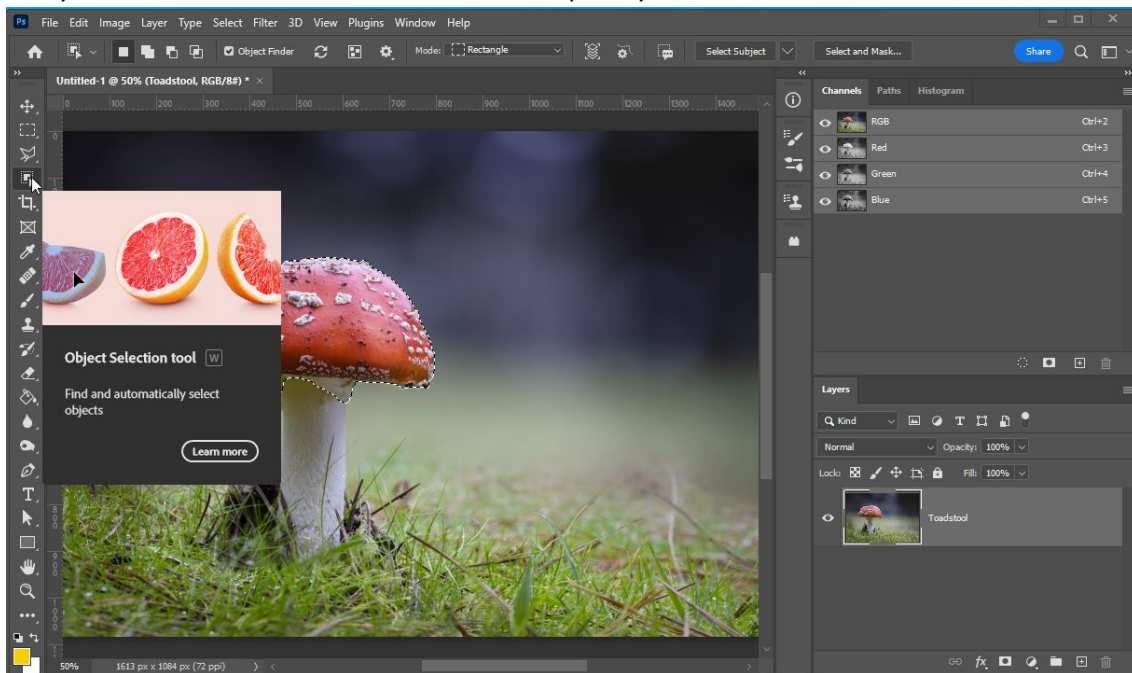 Ps File Edit Image Layer Type Select Filter 3D View Plugins Window Help
Object Finder Mode: Rectangle Select Subject Select and Mask... Share
Untitled-1 @ 50% (Toadstool, RGB/8#) * ×
0 100 200 300 400 500 600 700 800 900 1000 1100 1200 1300 1400
Object Selection tool W
Find and automatically select
objects
Learn more
50% 1613 px x 1084 px (72 ppi)
Channels Paths Histogram
RGB Ctrl+2
Red Ctrl+3
Green Ctrl+4
Blue Ctrl+5
Layers
Kind
Normal Opacity: 100%
Lock: Fill: 100%
Toadstool
fx